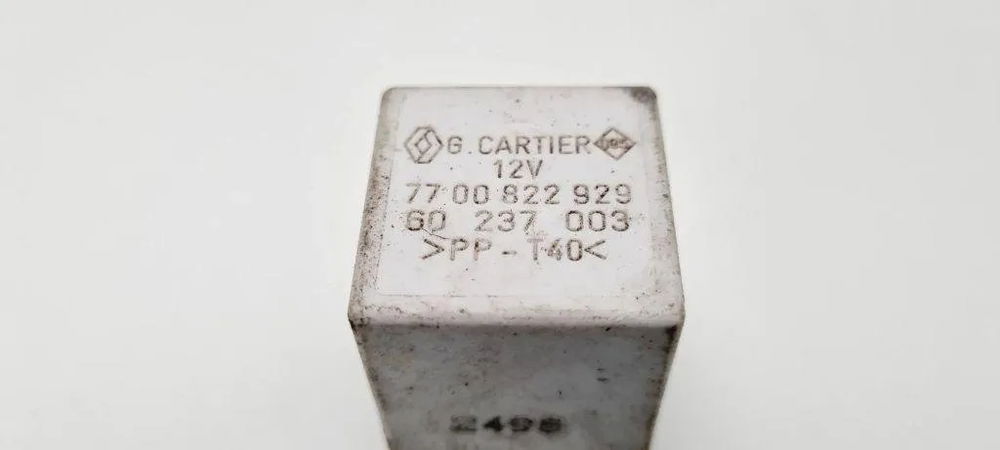 G. CARTIER
12V
77 00 822 929
60 237 003
>PP - T40<
2498